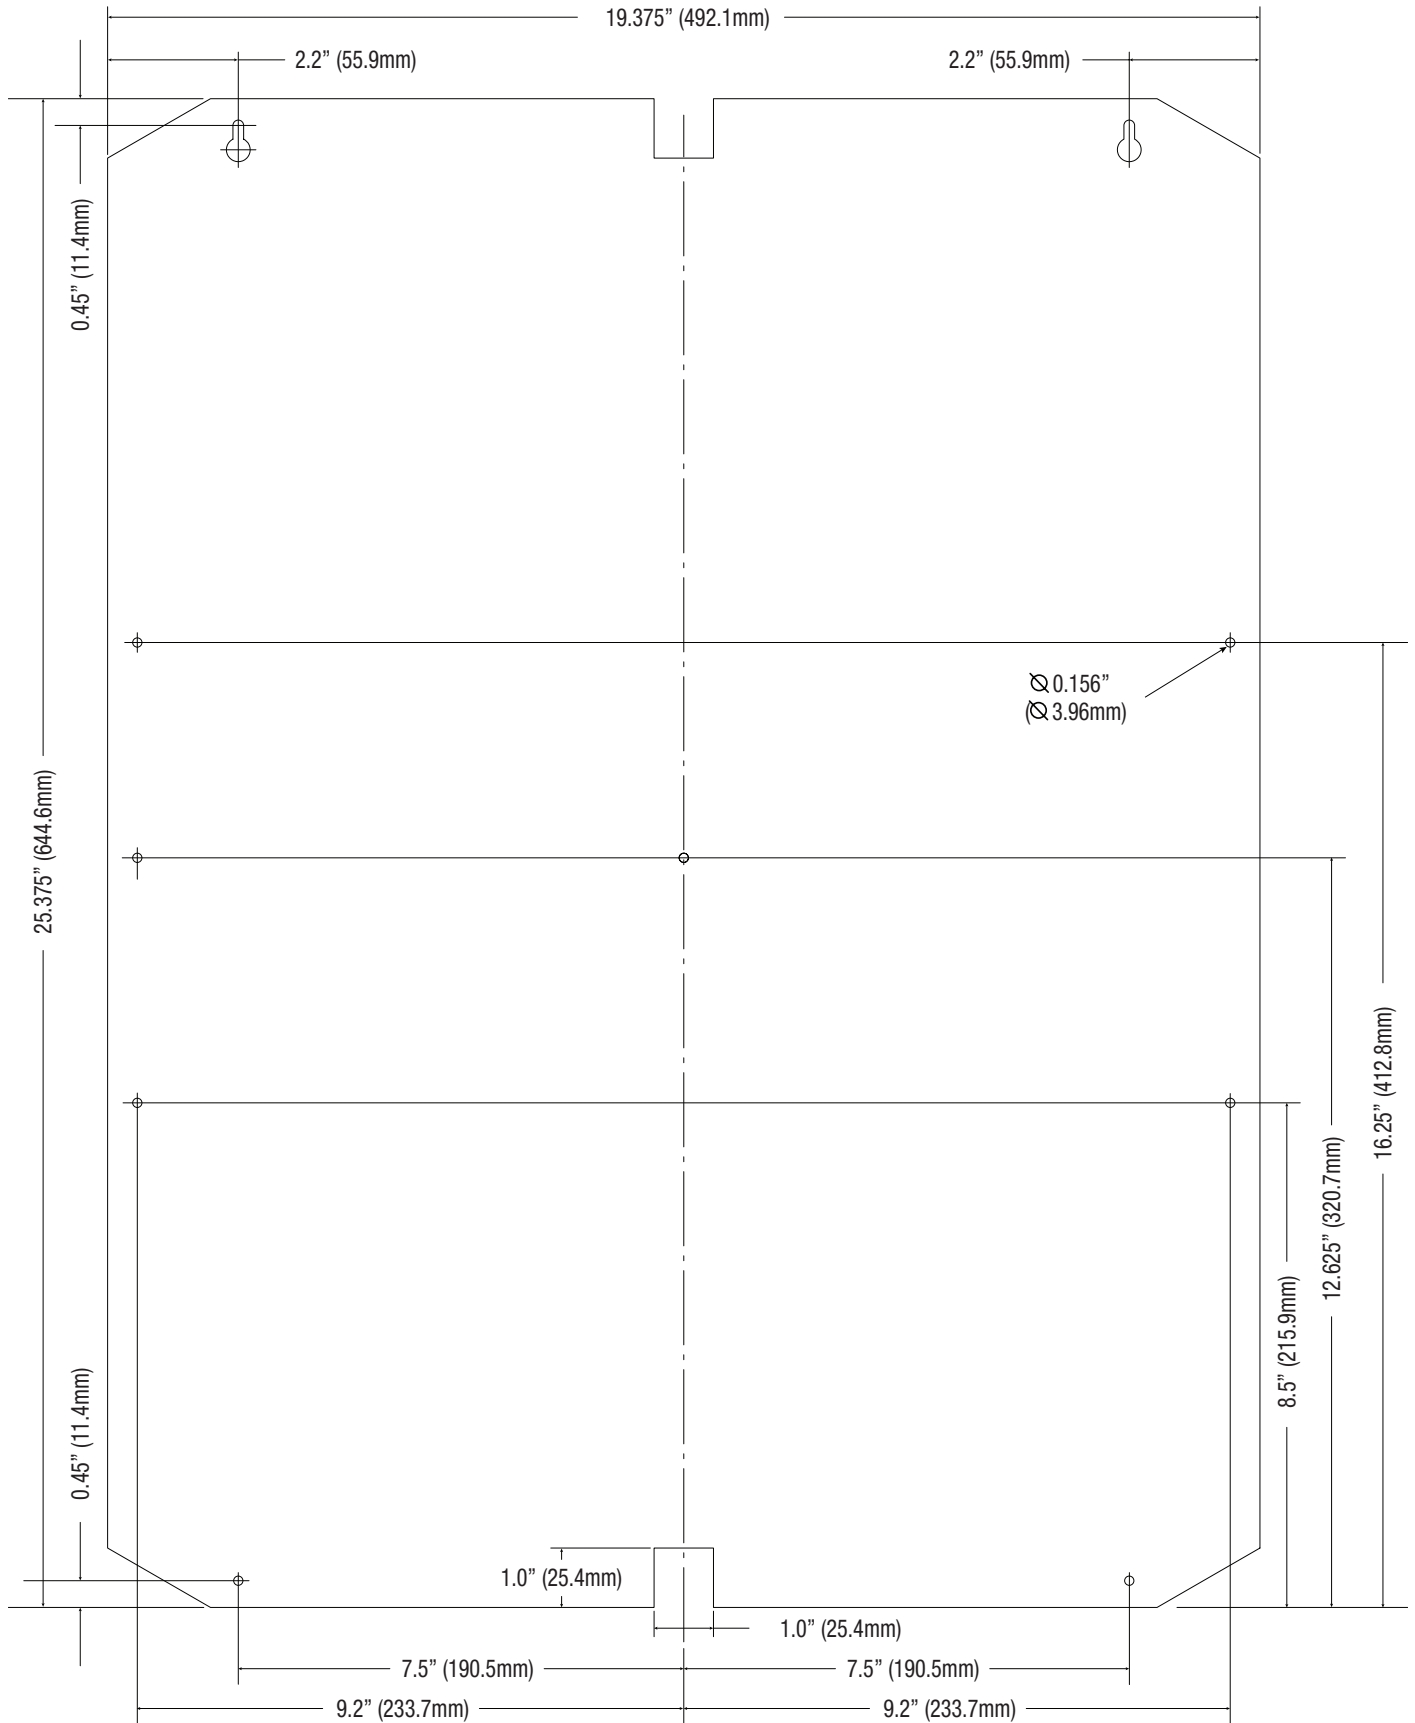 19.375” (492.1mm)
2.2” (55.9mm)
2.2” (55.9mm)
0.45” (11.4mm)
Ø 0.156”
(Ø 3.96mm)
25.375” (644.6mm)
16.25” (412.8mm)
12.625” (320.7mm)
8.5” (215.9mm)
0.45” (11.4mm)
1.0” (25.4mm)
1.0” (25.4mm)
7.5” (190.5mm)
7.5” (190.5mm)
9.2” (233.7mm)
9.2” (233.7mm)